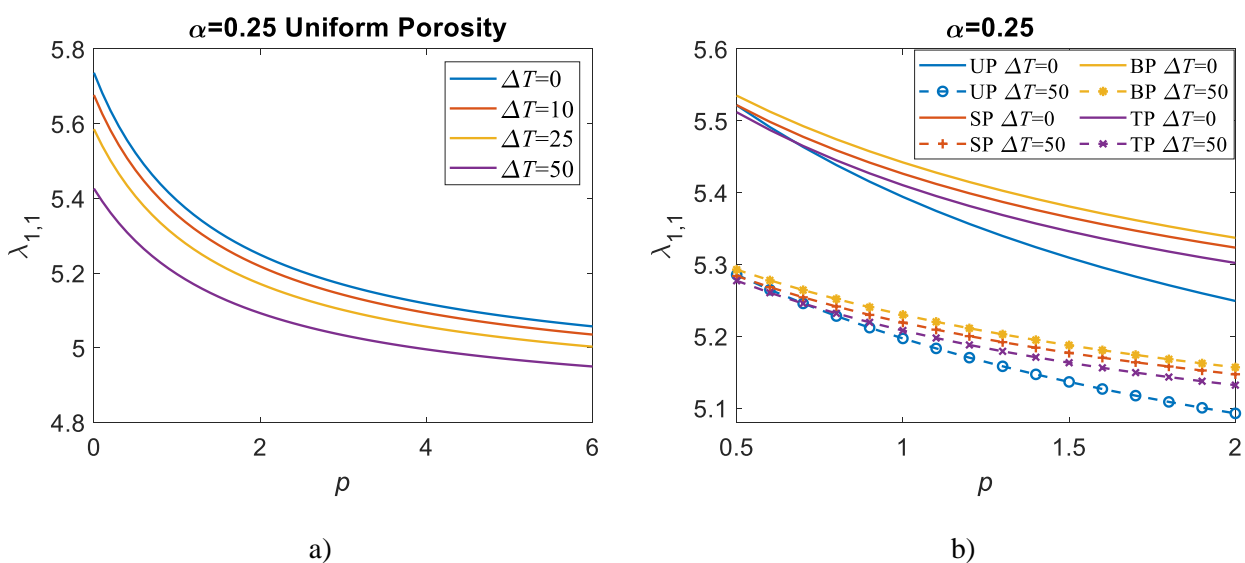 α=0.25 Uniform Porosity
5.8
5.6
5.4
5.2
5
4.8
λ1,1
0
2
4
6
p
ΔT=0
ΔT=10
ΔT=25
ΔT=50
a)
α=0.25
5.6
5.5
5.4
5.3
5.2
5.1
λ1,1
0.5
1
1.5
2
p
UP ΔT=0
UP ΔT=50
SP ΔT=0
SP ΔT=50
BP ΔT=0
BP ΔT=50
TP ΔT=0
TP ΔT=50
b)